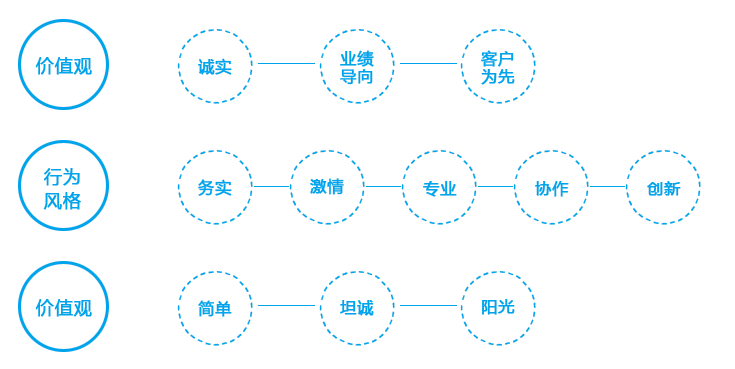 价值观
诚实
业绩
导向
客户
为先
行为
风格
务实
激情
专业
协作
创新
价值观
简单
坦诚
阳光